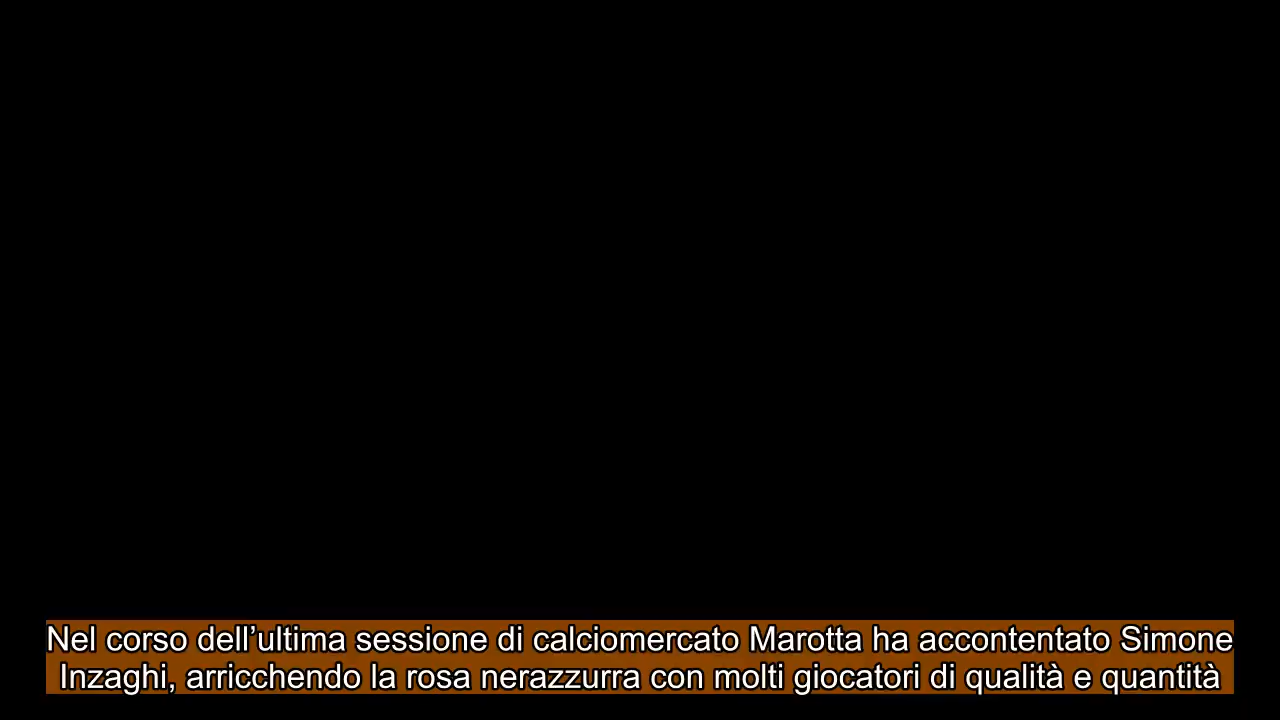 Nel corso dell’ultima sessione di calciomercato Marotta ha accontentato Simone
Inzaghi, arricchendo la rosa nerazzurra con molti giocatori di qualità e quantità